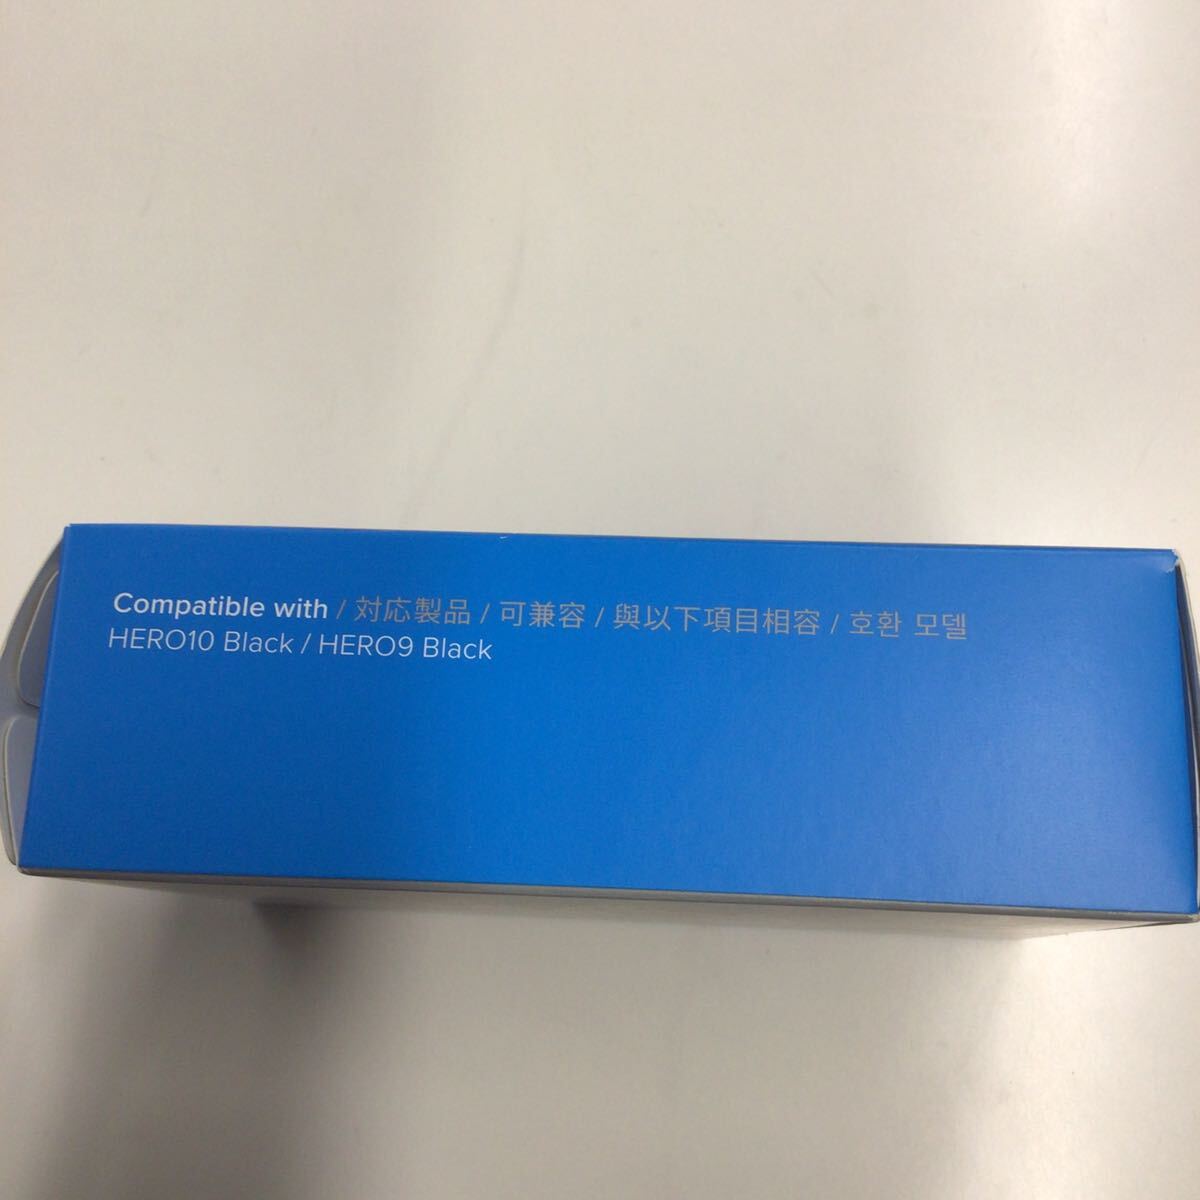 Compatible with / 対応製品 / 可兼容 / 與以下項目相容 / 호환 모델
HERO10 Black / HERO9 Black